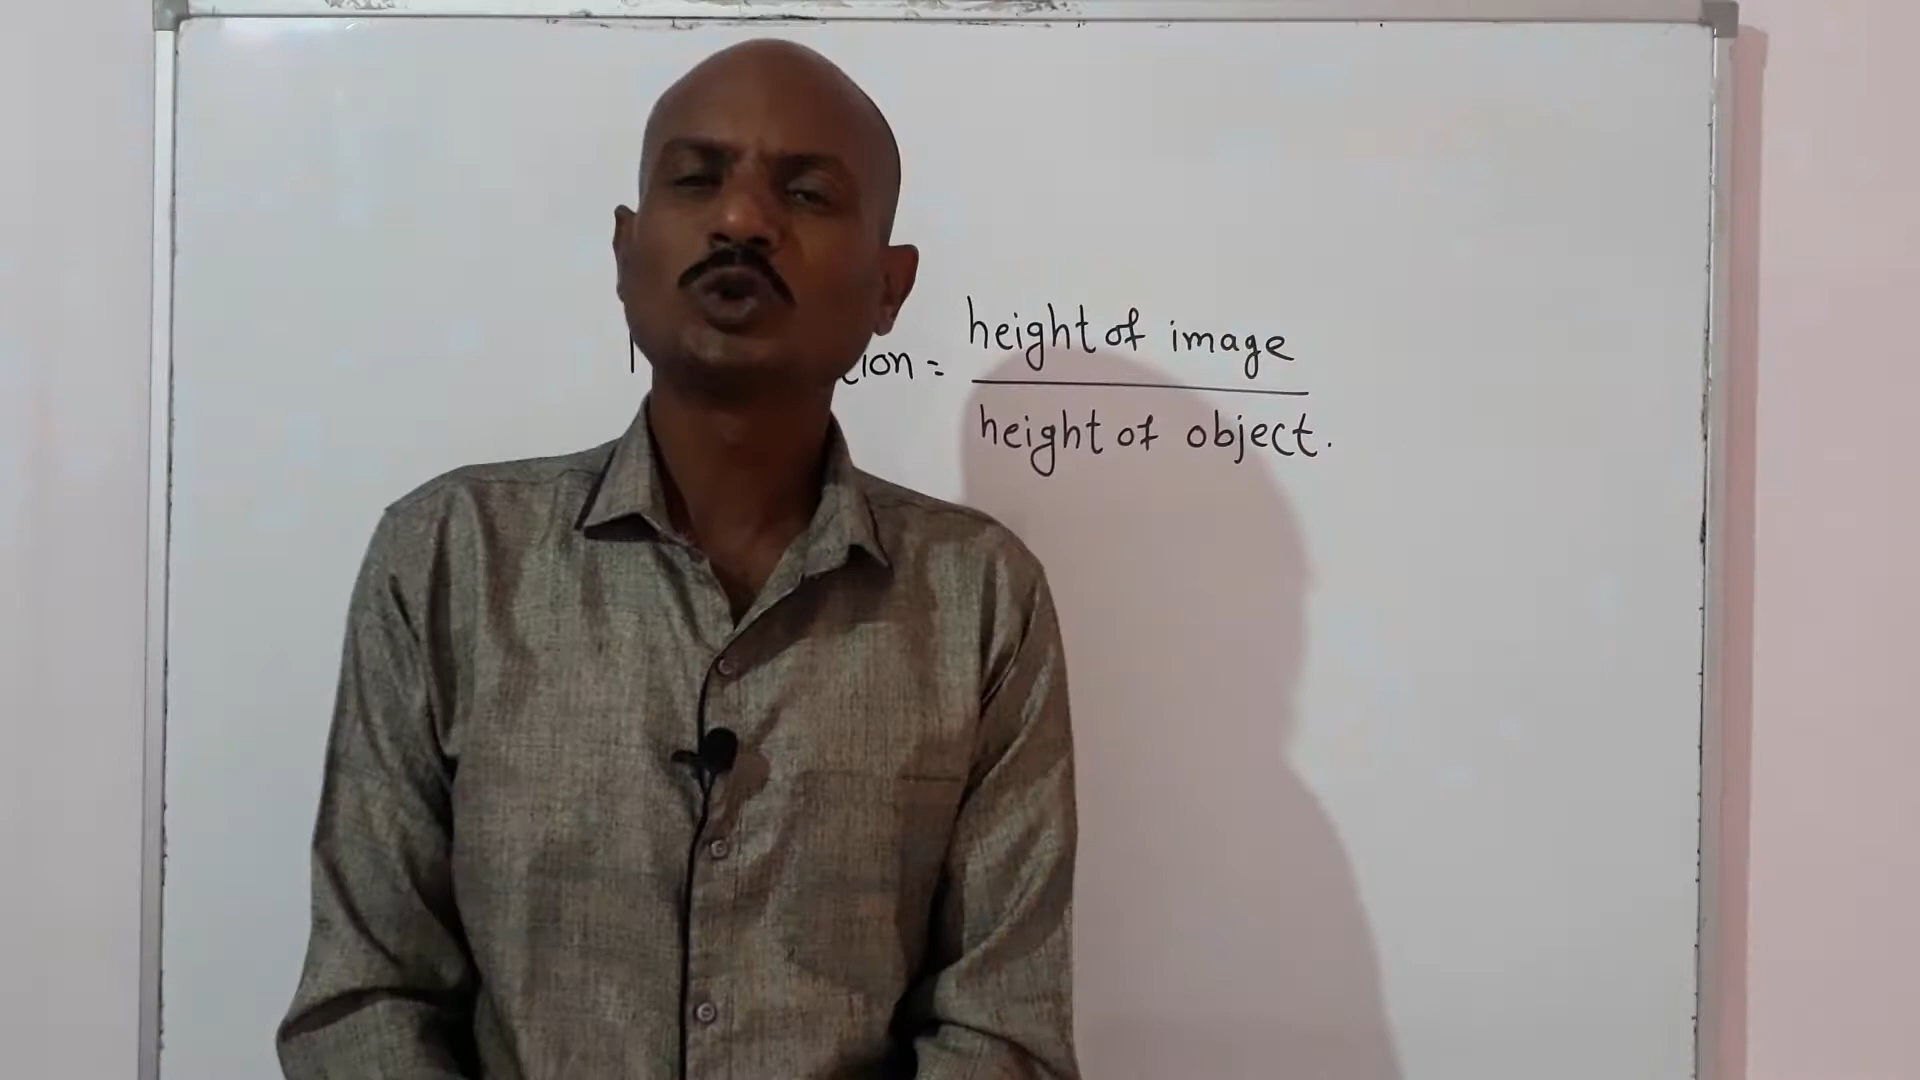 height of image
ion =
height of object.